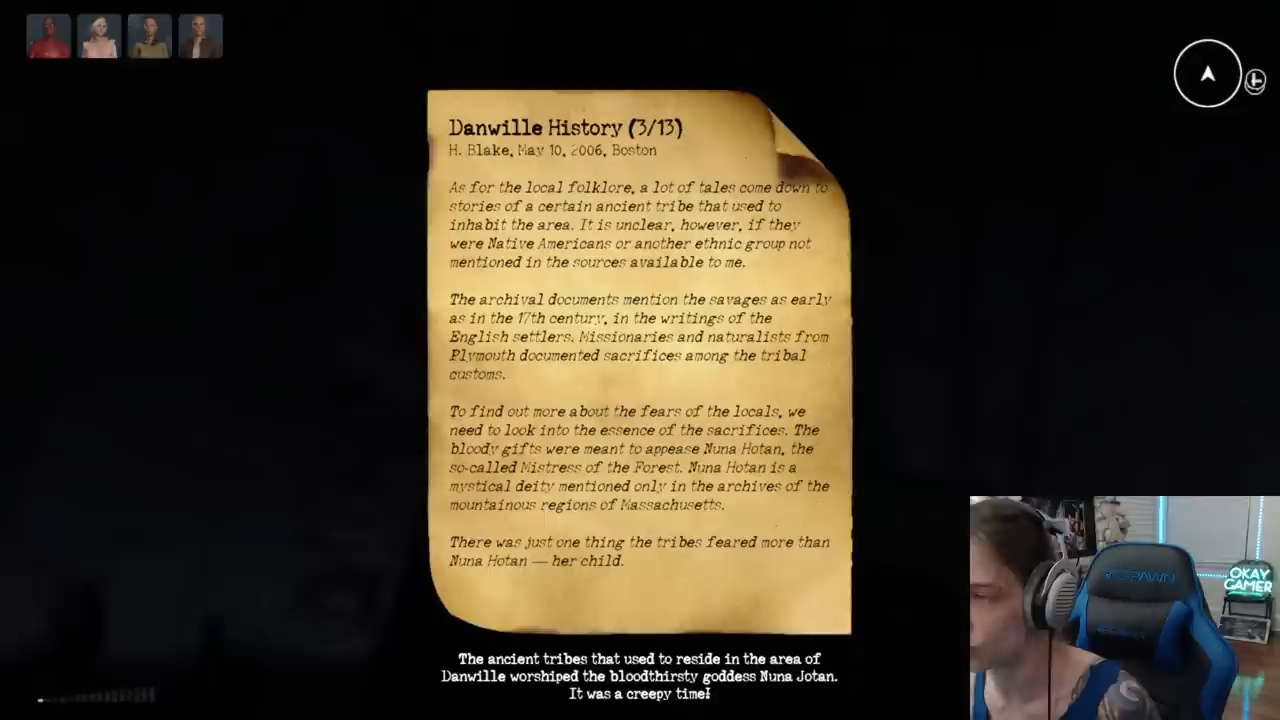 Danwille History (3/13)
H. Blake, May 10, 2006, Boston
As for the local folklore, a lot of tales come down to
stories of a certain ancient tribe that used to
inhabit the area. It is unclear, however, if they
were Native Americans or another ethnic group not
mentioned in the sources available to me.
The archival documents mention the savages as early
as in the 17th century, in the writings of the
English settlers. Missionaries and naturalists from
Plymouth documented sacrifices among the tribal
customs.
To find out more about the fears of the locals, we
need to look into the essence of the sacrifices. The
bloody gifts were meant to appease Nuna Hotan, the
so-called Mistress of the Forest. Nuna Hotan is a
mystical deity mentioned only in the archives of the
mountainous regions of Massachusetts.
There was just one thing the tribes feared more than
Nuna Hotan — her child.
The ancient tribes that used to reside in the area of
Danwille worshiped the bloodthirsty goddess Nuna Jotan.
It was a creepy time!
RESPAWN
OKAY
GAMER